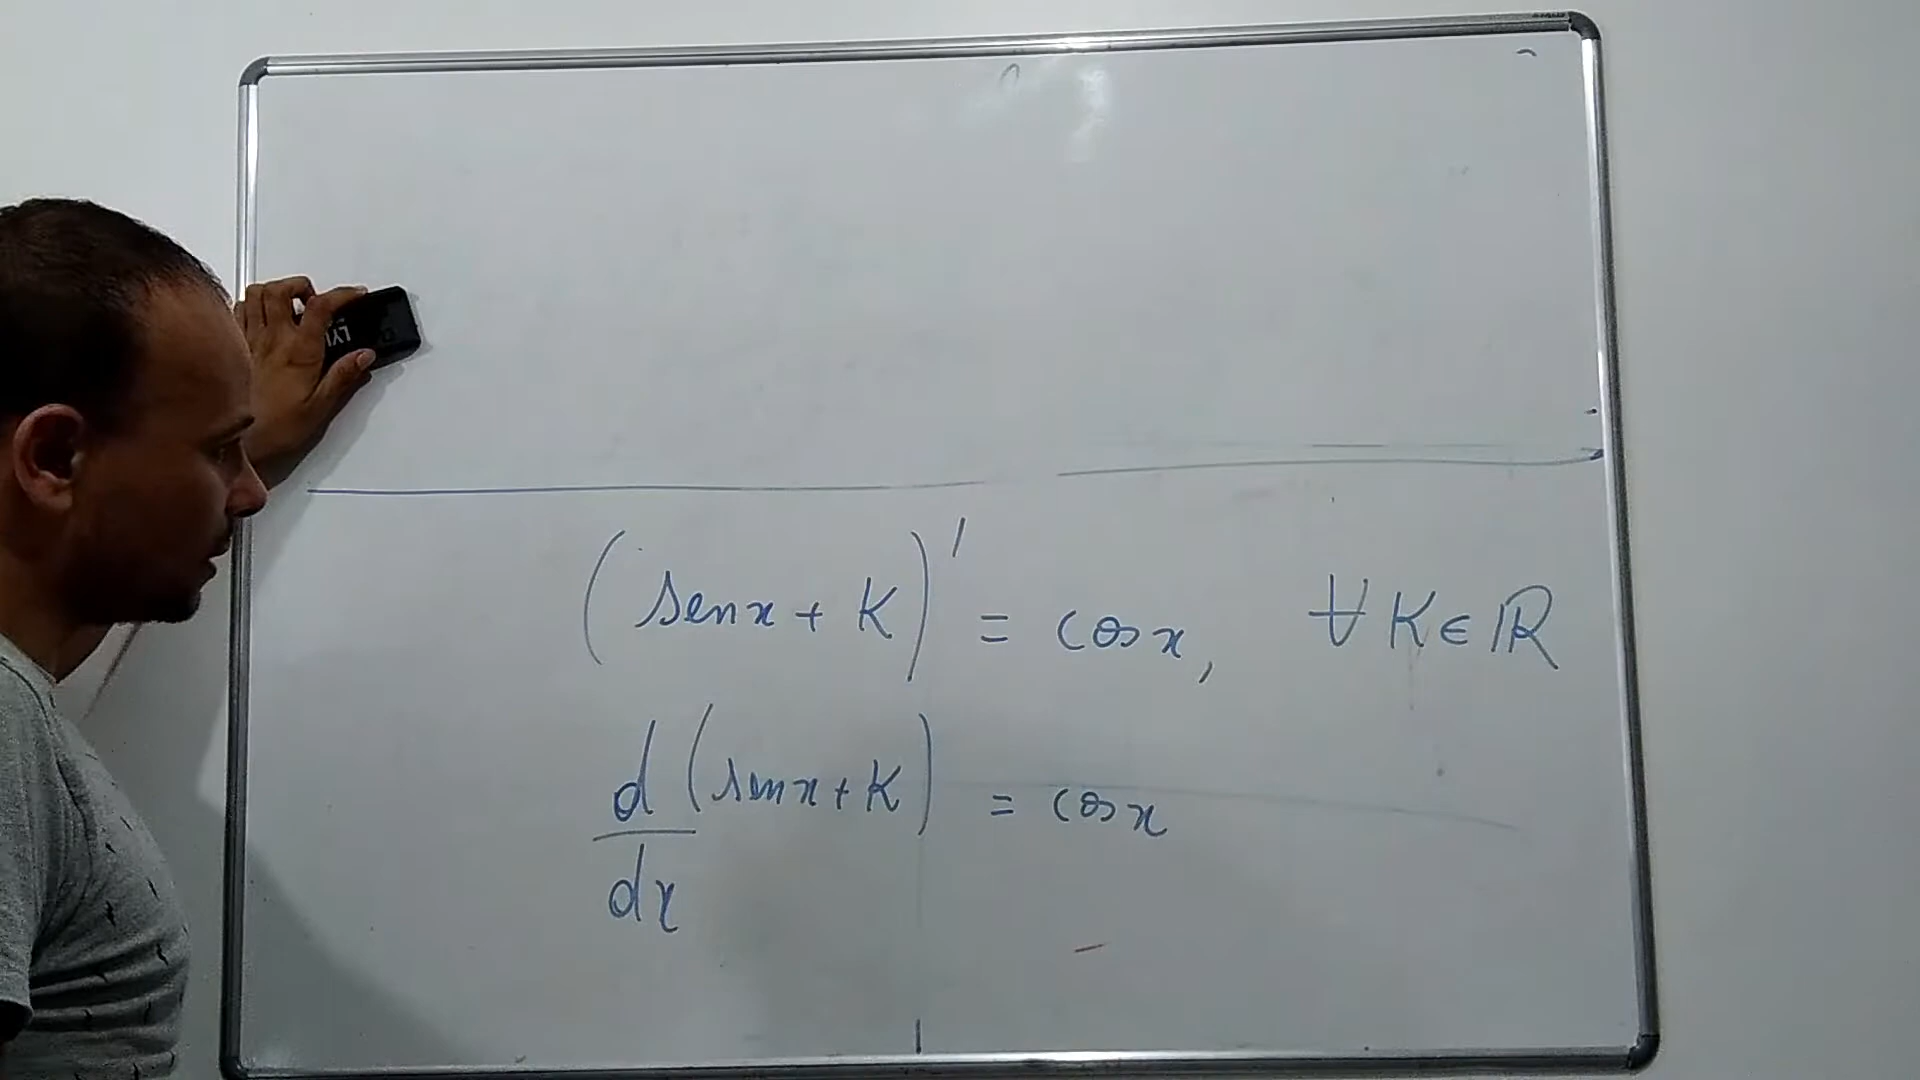 (senx + K)' = cosx, ∀ K ∈ ℝ
d/dx (senx + K) = cosx